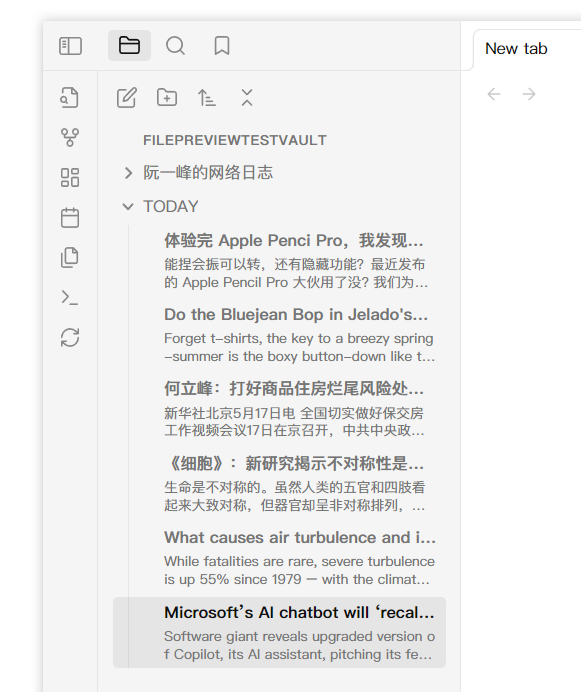 New tab
FILEPREVIEWTESTVAULT
阮一峰的网络日志
TODAY
体验完 Apple Penci Pro，我发现...
能捏会振可以转，还有隐藏功能？最近发布
的 Apple Pencil Pro 大伙用了没? 我们为...
Do the Bluejean Bop in Jelado's...
Forget t-shirts, the key to a breezy spring
-summer is the boxy button-down like t...
何立峰：打好商品住房烂尾风险处...
新华社北京5月17日电 全国切实做好保交房
工作视频会议17日在京召开，中共中央政...
《细胞》：新研究揭示不对称性是...
生命是不对称的。虽然人类的五官和四肢看
起来大致对称，但器官却呈非对称排列，...
What causes air turbulence and i...
While fatalities are rare, severe turbulence
is up 55% since 1979 — with the climat...
Microsoft’s AI chatbot will ‘recal...
Software giant reveals upgraded version o
f Copilot, its AI assistant, pitching its fe...